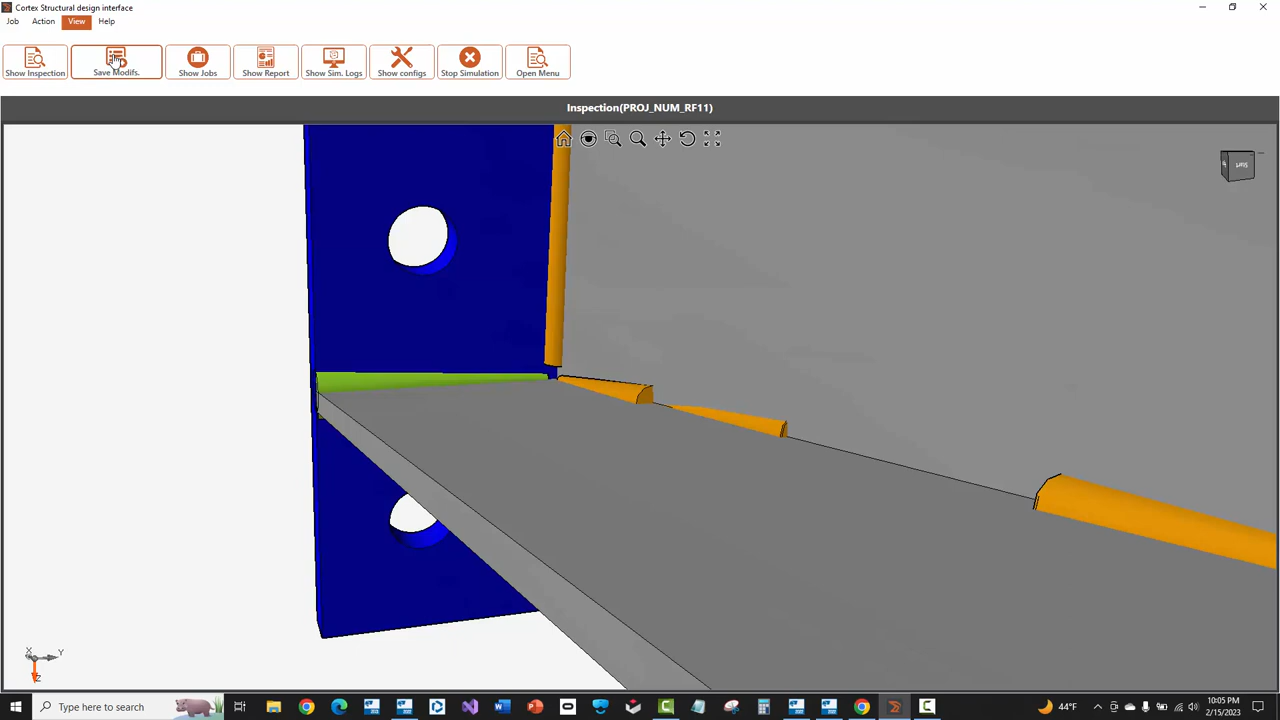 Cortex Structural design interface
Job Action View Help
Show Inspection Save Modifs. Show Jobs Show Report Show Sim. Logs Show configs Stop Simulation Open Menu
Inspection(PROJ_NUM_RF11)
X
Y
Z
Type here to search
44°F
10:05 PM
2/15/2023